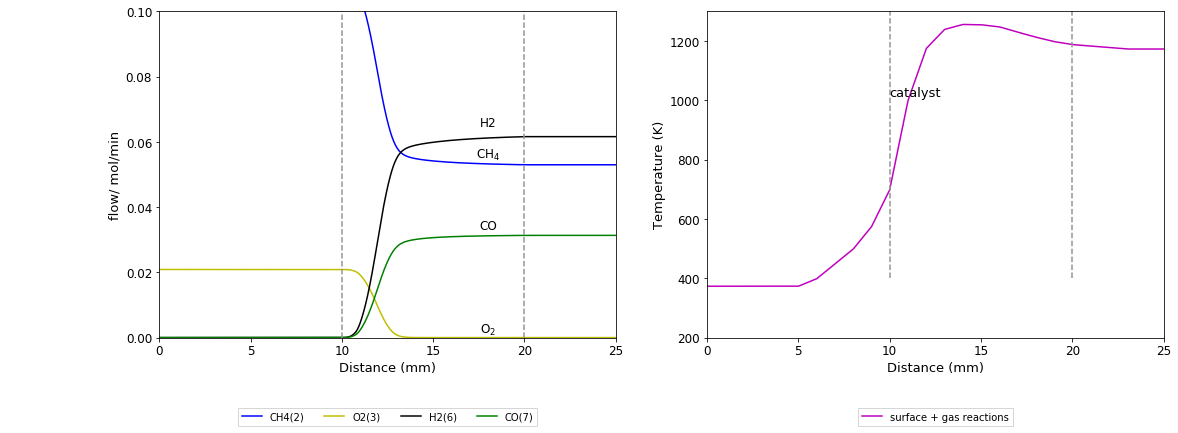 0.10
0.08
0.06
0.04
0.02
0.00
flow/ mol/min
H2
CH4
CO
O2
0 5 10 15 20 25
Distance (mm)
CH4(2) O2(3) H2(6) CO(7)
1200
1000
800
600
400
200
Temperature (K)
catalyst
0 5 10 15 20 25
Distance (mm)
surface + gas reactions